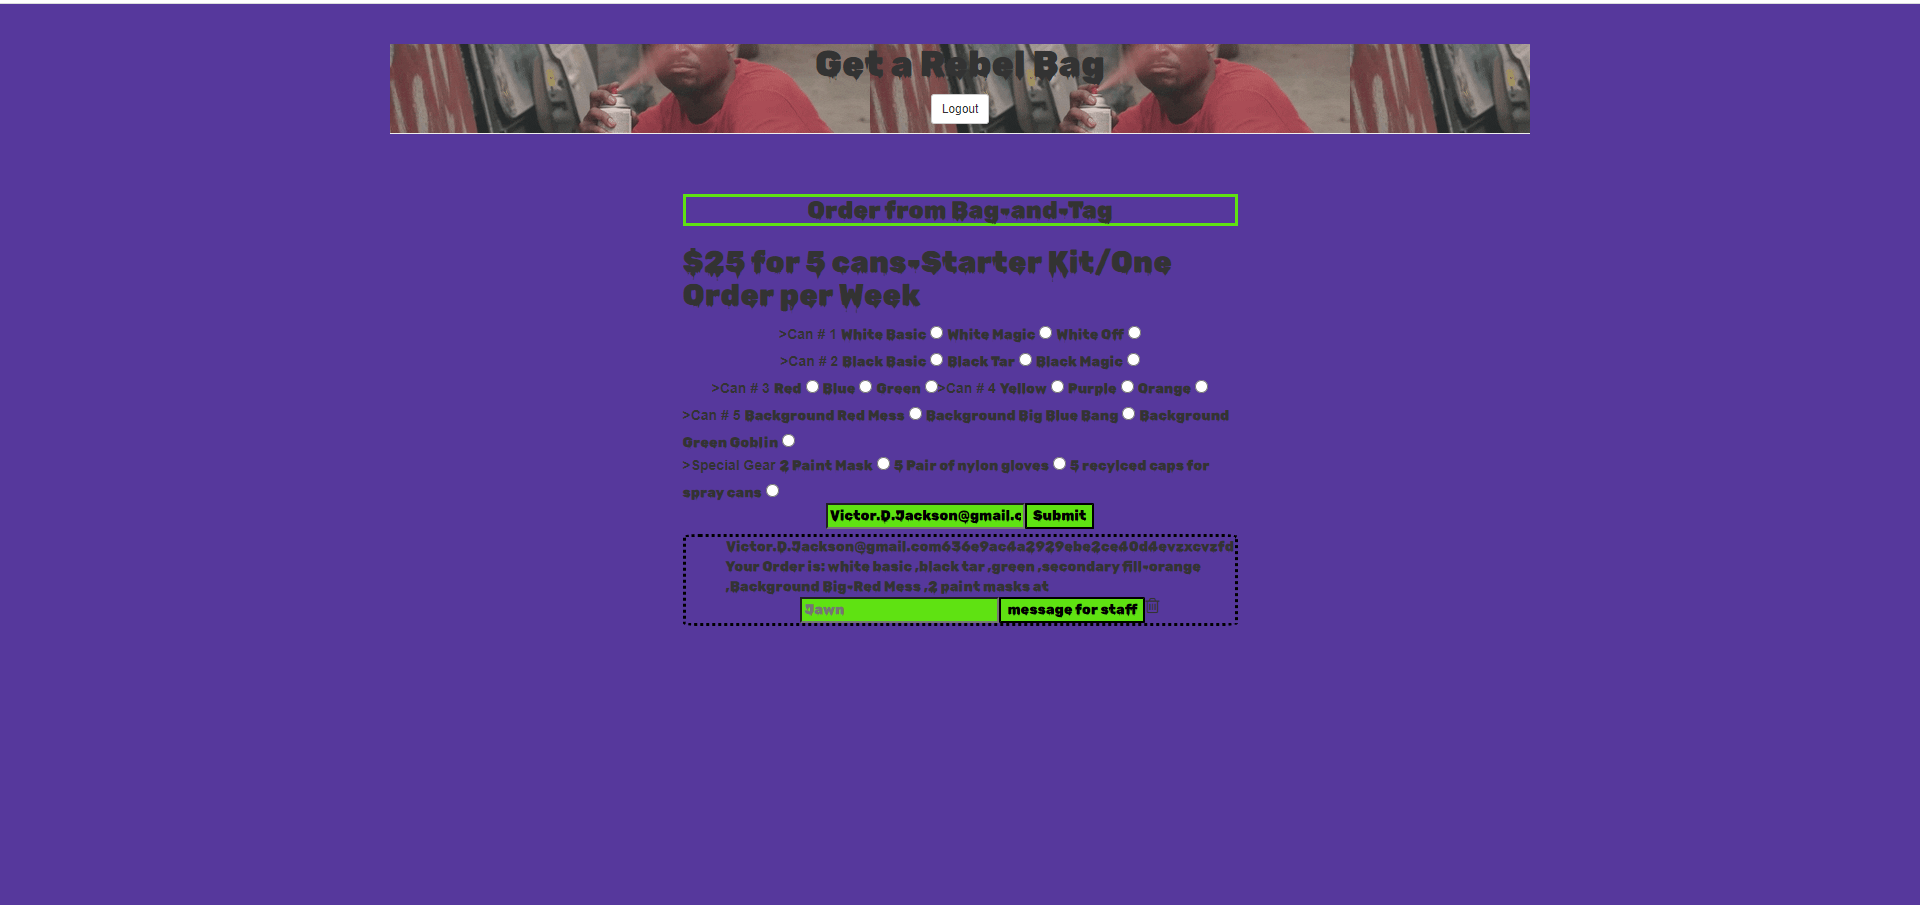 Get a Rebel Bag
Logout
Order from Bag-and-Tag
$25 for 5 cans-Starter Kit/One
Order per Week
>Can # 1 White Basic White Magic White Off
>Can # 2 Black Basic Black Tar Black Magic
>Can # 3 Red Blue Green >Can # 4 Yellow Purple Orange
>Can # 5 Background Red Mess Background Big Blue Bang Background
Green Goblin
>Special Gear 2 Paint Mask 5 Pair of nylon gloves 5 recylced caps for
spray cans
Victor.D.Jackson@gmail.c Submit
Victor.D.Jackson@gmail.com636e9ac4a2929ebe2ce40d4evzxcvzfd
Your Order is: white basic ,black tar ,green ,secondary fill-orange
,Background Big-Red Mess ,2 paint masks at
Jawn message for staff